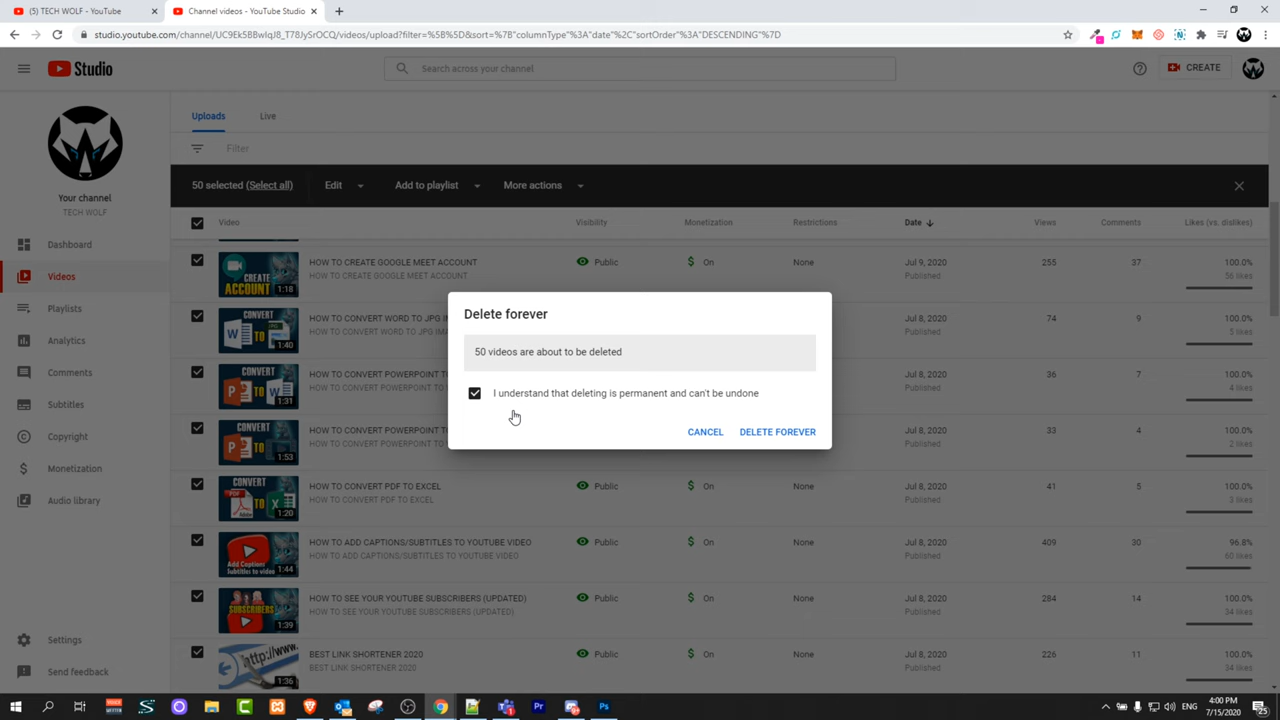 (5) TECH WOLF - YouTube
Channel videos - YouTube Studio
studio.youtube.com/channel/UC9Ek5BBwIqJ8_T78JySrOCQ/videos/upload?filter=%5B%5D&sort=%7B"columnType"%3A"date"%2C"sortOrder"%3A"DESCENDING"%7D
Studio
Search across your channel
CREATE
Uploads Live
Filter
50 selected (Select all) Edit Add to playlist More actions
Your channel
TECH WOLF
Dashboard
Videos
Playlists
Analytics
Comments
Subtitles
Copyright
Monetization
Audio library
Settings
Send feedback
Video Visibility Monetization Restrictions Date Views Comments Likes (vs. dislikes)
CREATE ACCOUNT
1:18
HOW TO CREATE GOOGLE MEET ACCOUNT Public On None Jul 9, 2020 255 37 100.0%
HOW TO CREATE GOOGLE MEET ACCOUNT Published 56 likes
CONVERT
TO
1:40
HOW TO CONVERT WORD TO JPG IMA Public On None Jul 8, 2020 74 9 100.0%
HOW TO CONVERT WORD TO JPG IMA Published 5 likes
CONVERT
TO
1:31
HOW TO CONVERT POWERPOINT TO Public On None Jul 8, 2020 36 7 100.0%
HOW TO CONVERT POWERPOINT TO Published 4 likes
CONVERT
TO
1:53
HOW TO CONVERT POWERPOINT TO Public On None Jul 8, 2020 33 4 100.0%
HOW TO CONVERT POWERPOINT TO Published 2 likes
CONVERT
PDF TO
Adobe
1:20
HOW TO CONVERT PDF TO EXCEL Public On None Jul 8, 2020 41 5 100.0%
HOW TO CONVERT PDF TO EXCEL Published 3 likes
Add Captions
Subtitles to video
1:44
HOW TO ADD CAPTIONS/SUBTITLES TO YOUTUBE VIDEO Public On None Jul 8, 2020 409 30 96.8%
HOW TO ADD CAPTIONS/SUBTITLES TO YOUTUBE VIDEO Published 60 likes
SUBSCRIBERS
1:39
HOW TO SEE YOUR YOUTUBE SUBSCRIBERS (UPDATED) Public On None Jul 8, 2020 284 14 100.0%
HOW TO SEE YOUR YOUTUBE SUBSCRIBERS (UPDATED) Published 34 likes
http://www.
1:36
BEST LINK SHORTENER 2020 Public On None Jul 8, 2020 226 11 100.0%
BEST LINK SHORTENER 2020 Published 34 likes
Delete forever
50 videos are about to be deleted
I understand that deleting is permanent and can't be undone
CANCEL DELETE FOREVER
ENG
4:00 PM
7/15/2020
25